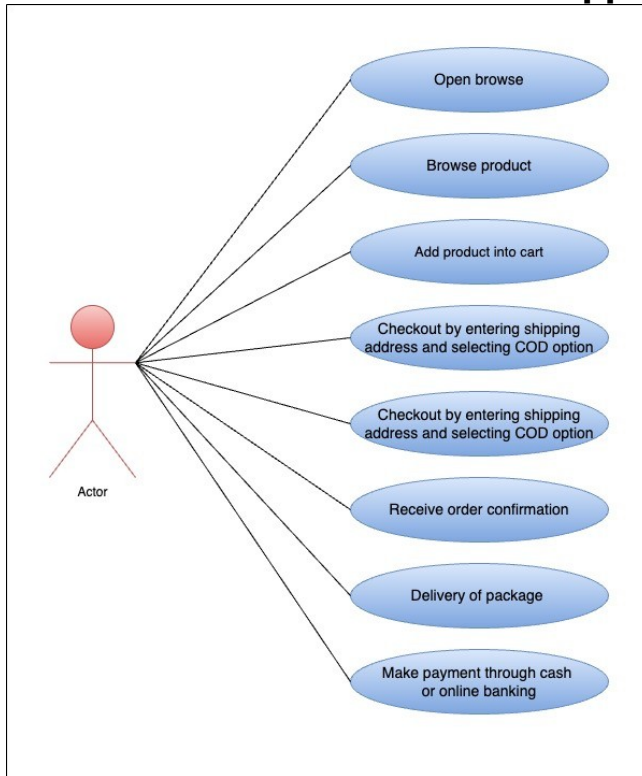 Open browse
Browse product
Add product into cart
Checkout by entering shipping
address and selecting COD option
Checkout by entering shipping
address and selecting COD option
Actor
Receive order confirmation
Delivery of package
Make payment through cash
or online banking